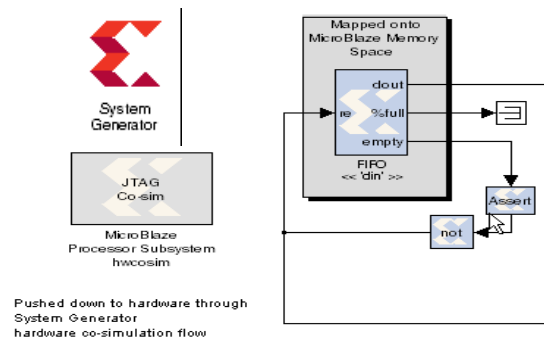 System
Generator
JTAG
Co-sim
MicroBlaze
Processor Subsystem
hwcosim
Pushed down to hardware through
System Generator
hardware co-simulation flow
Mapped onto
MicroBlaze Memory
Space
dout
re
%full
empty
FIFO
<< 'din' >>
Assert
not